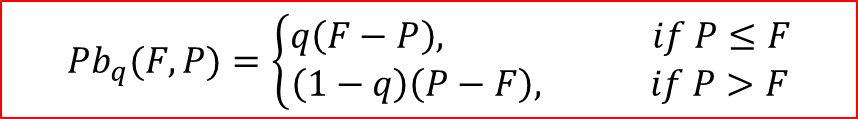 Pb_q(F, P) = { q(F − P), if P ≤ F
(1 − q)(P − F), if P > F